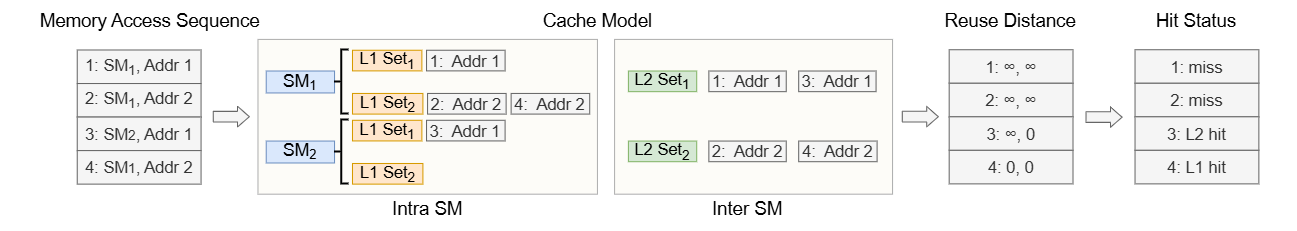 Memory Access Sequence
1: SM₁, Addr 1
2: SM₁, Addr 2
3: SM₂, Addr 1
4: SM₁, Addr 2
Cache Model
SM₁
L1 Set₁ 1: Addr 1
L1 Set₂ 2: Addr 2 4: Addr 2
SM₂
L1 Set₁ 3: Addr 1
L1 Set₂
Intra SM
L2 Set₁ 1: Addr 1 3: Addr 1
L2 Set₂ 2: Addr 2 4: Addr 2
Inter SM
Reuse Distance
1: ∞, ∞
2: ∞, ∞
3: ∞, 0
4: 0, 0
Hit Status
1: miss
2: miss
3: L2 hit
4: L1 hit